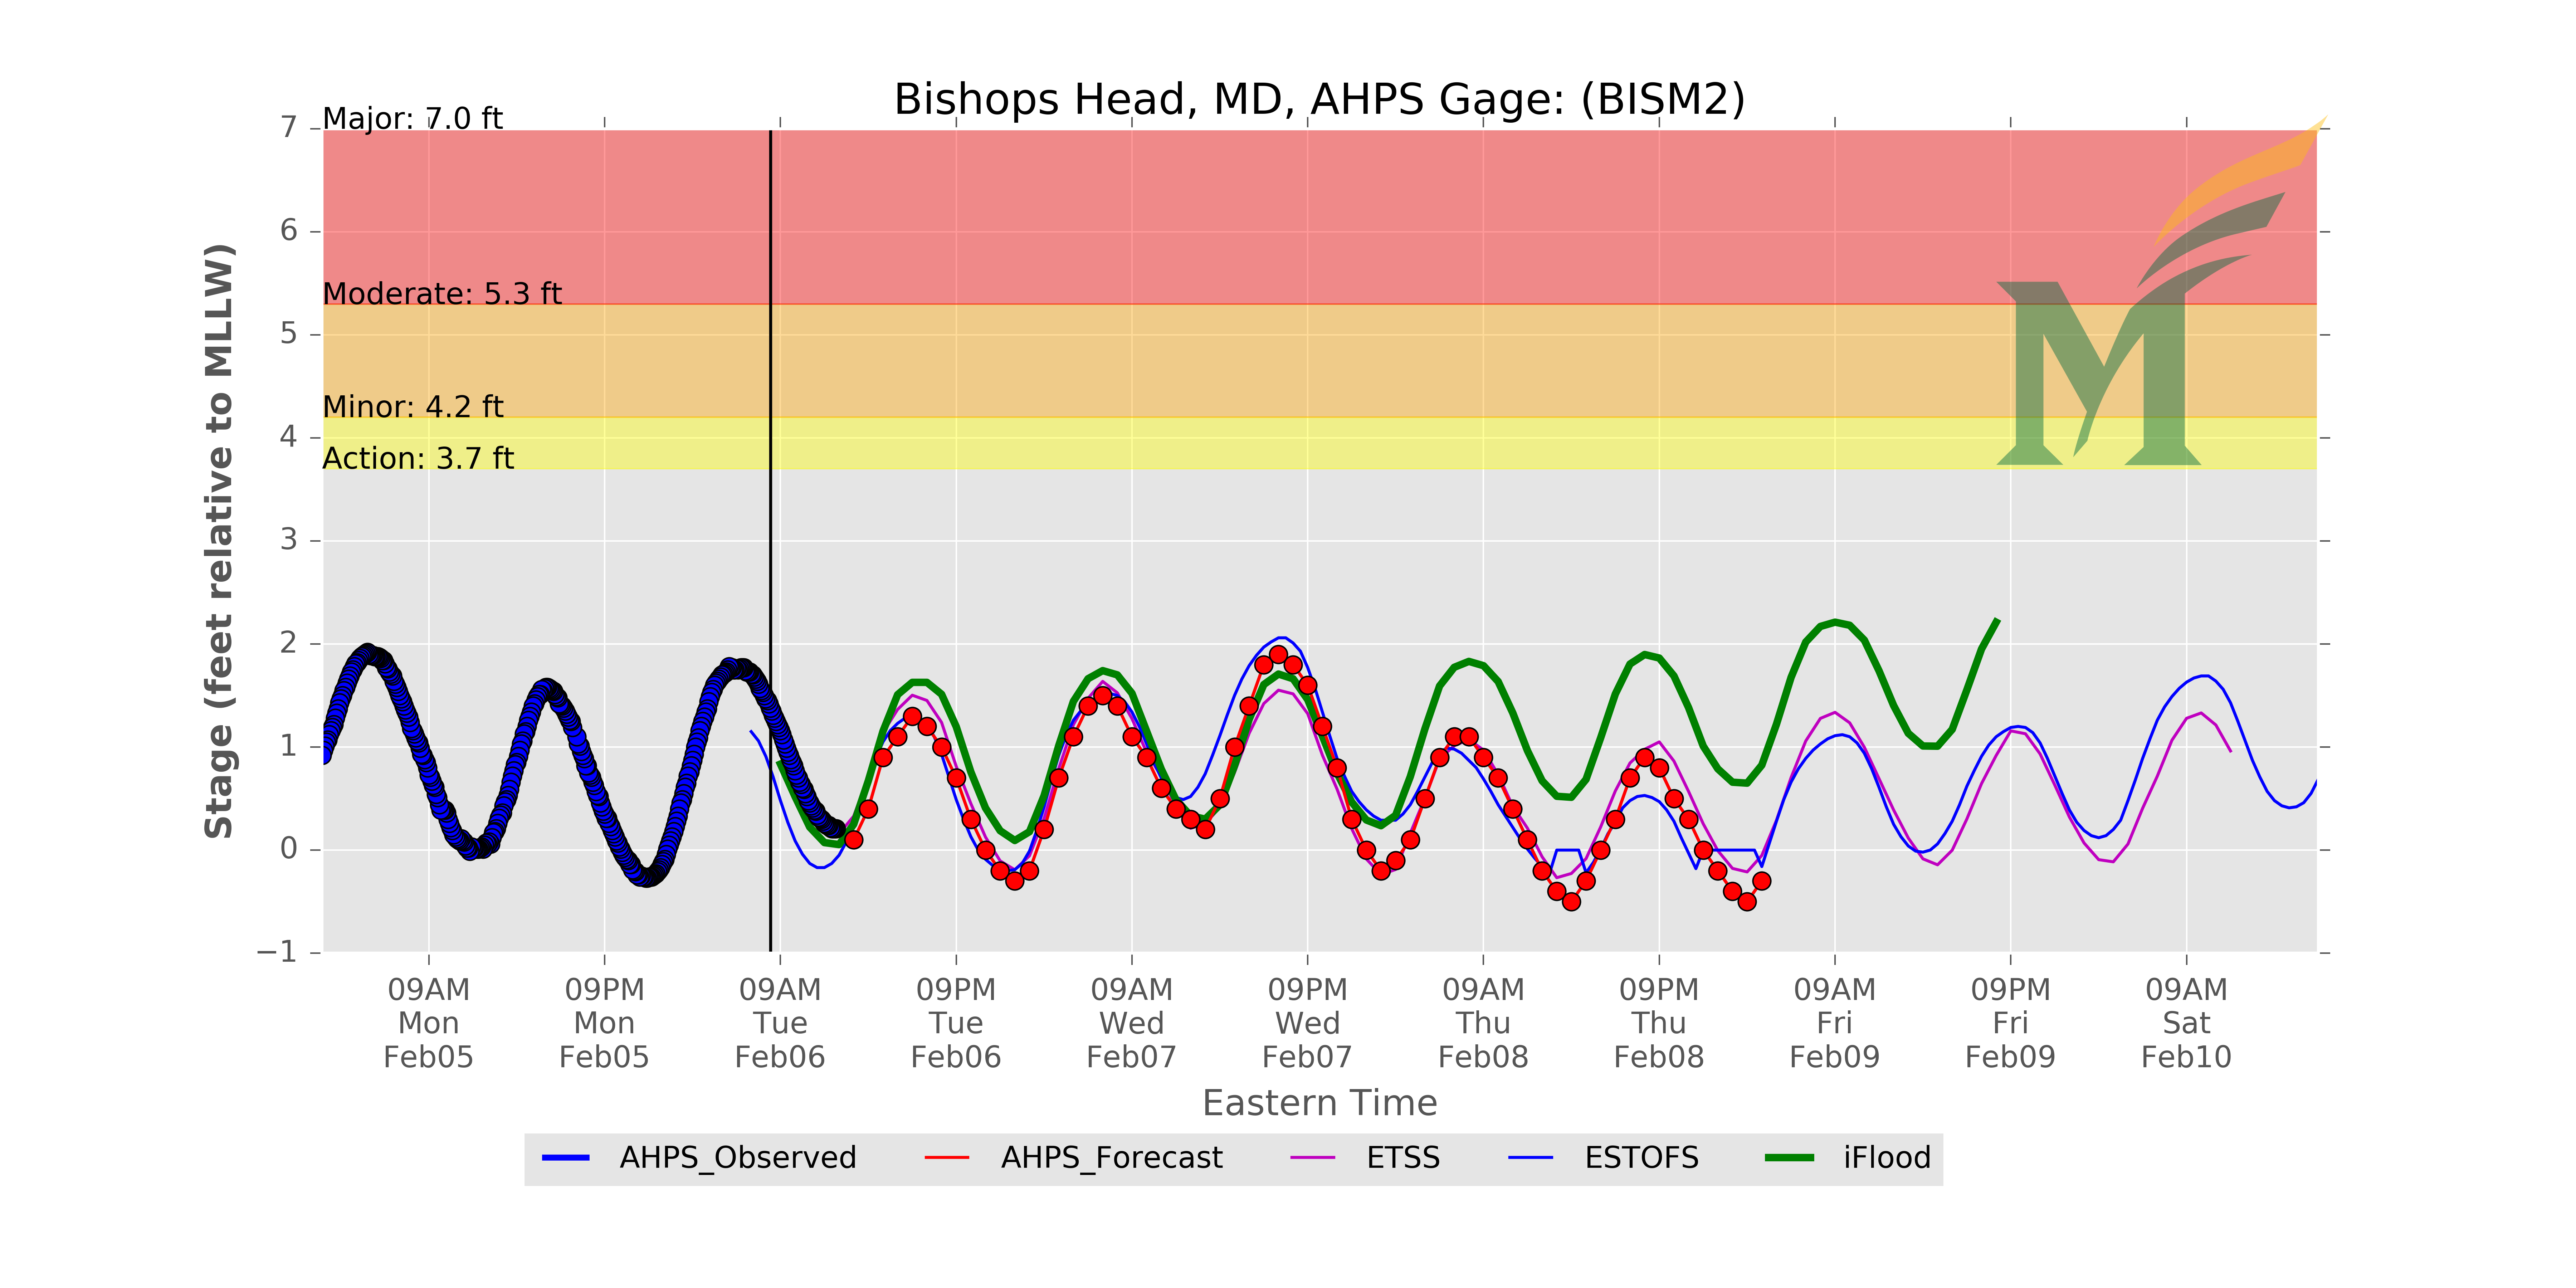 Bishops Head, MD, AHPS Gage: (BISM2)
Major: 7.0 ft
Moderate: 5.3 ft
Minor: 4.2 ft
Action: 3.7 ft
7
6
5
4
3
2
1
0
−1
Stage (feet relative to MLLW)
09AM 09PM 09AM 09PM 09AM 09PM 09AM 09PM 09AM 09PM 09AM
Mon Mon Tue Tue Wed Wed Thu Thu Fri Fri Sat
Feb05 Feb05 Feb06 Feb06 Feb07 Feb07 Feb08 Feb08 Feb09 Feb09 Feb10
Eastern Time
AHPS_Observed AHPS_Forecast ETSS ESTOFS iFlood